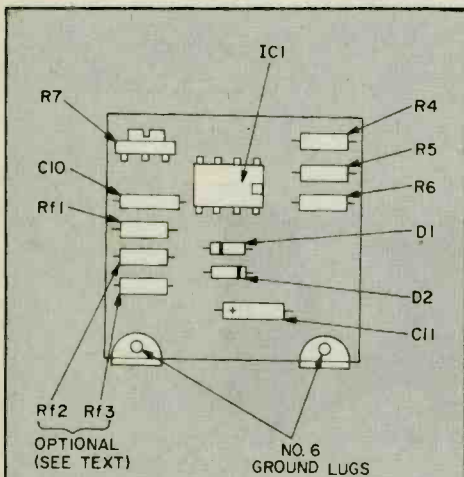 IC1
R7
R4
R5
C10
R6
Rf1
D1
D2
+
C11
Rf2 Rf3
OPTIONAL
(SEE TEXT)
NO. 6
GROUND LUGS